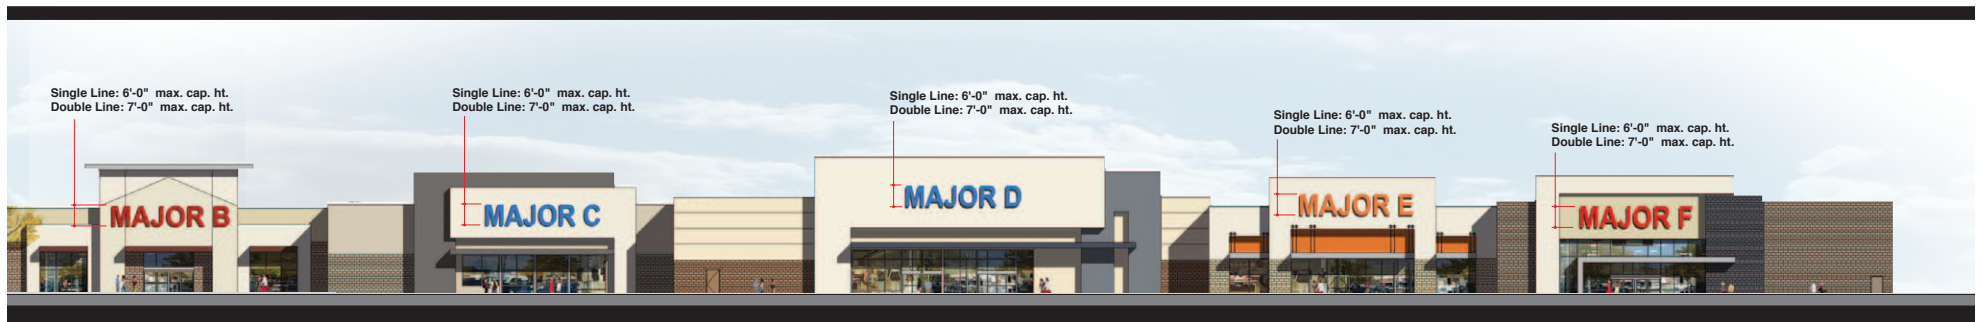 Single Line: 6'-0" max. cap. ht.
Double Line: 7'-0" max. cap. ht.
Single Line: 6'-0" max. cap. ht.
Double Line: 7'-0" max. cap. ht.
Single Line: 6'-0" max. cap. ht.
Double Line: 7'-0" max. cap. ht.
Single Line: 6'-0" max. cap. ht.
Double Line: 7'-0" max. cap. ht.
Single Line: 6'-0" max. cap. ht.
Double Line: 7'-0" max. cap. ht.
MAJOR B
MAJOR C
MAJOR D
MAJOR E
MAJOR F